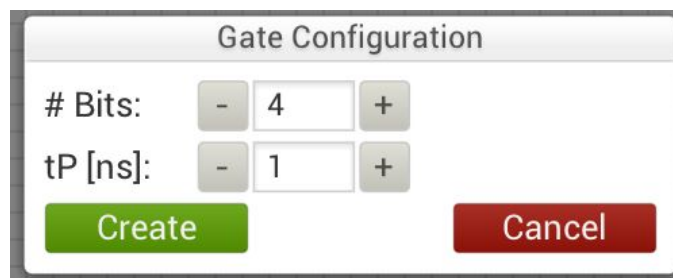 Gate Configuration
# Bits: - 4 +
tP [ns]: - 1 +
Create Cancel